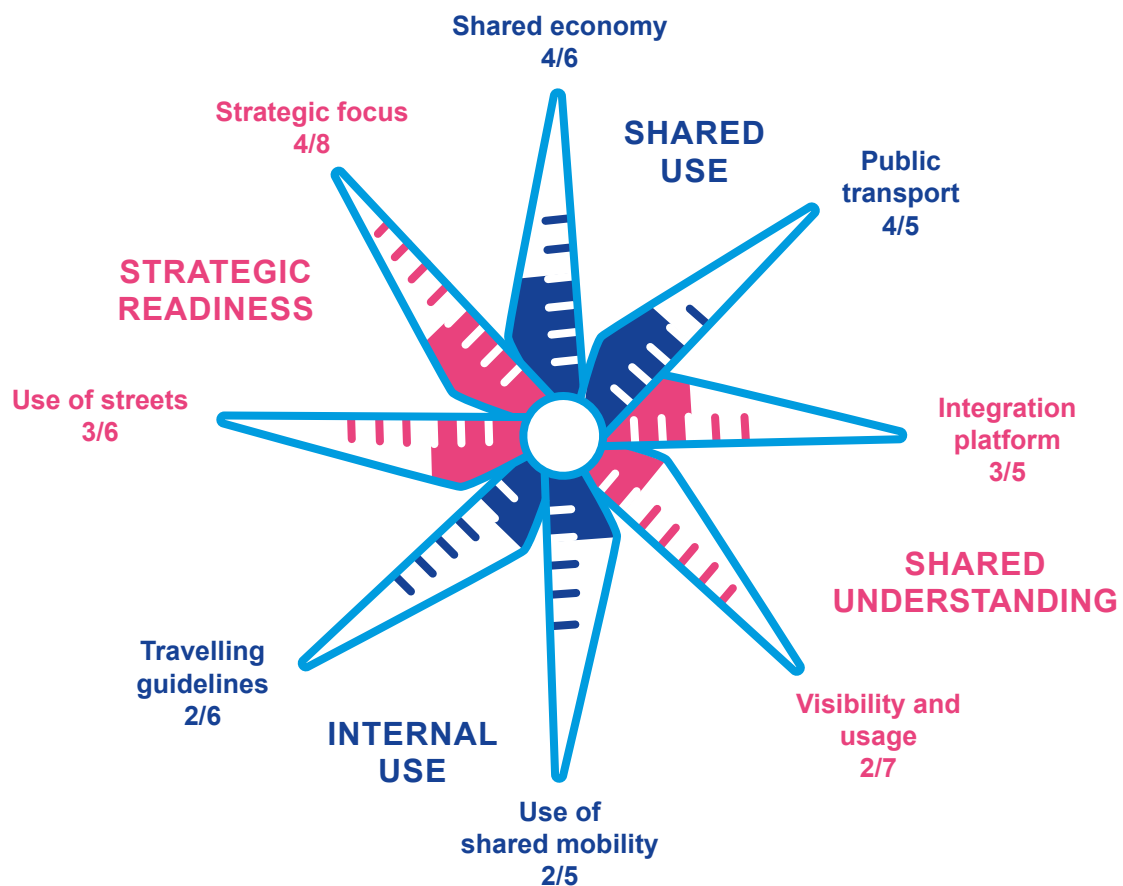 Shared economy
4/6
Strategic focus
4/8
SHARED
USE
Public
transport
4/5
STRATEGIC
READINESS
Use of streets
3/6
Integration
platform
3/5
SHARED
UNDERSTANDING
Travelling
guidelines
2/6
INTERNAL
USE
Visibility and
usage
2/7
Use of
shared mobility
2/5